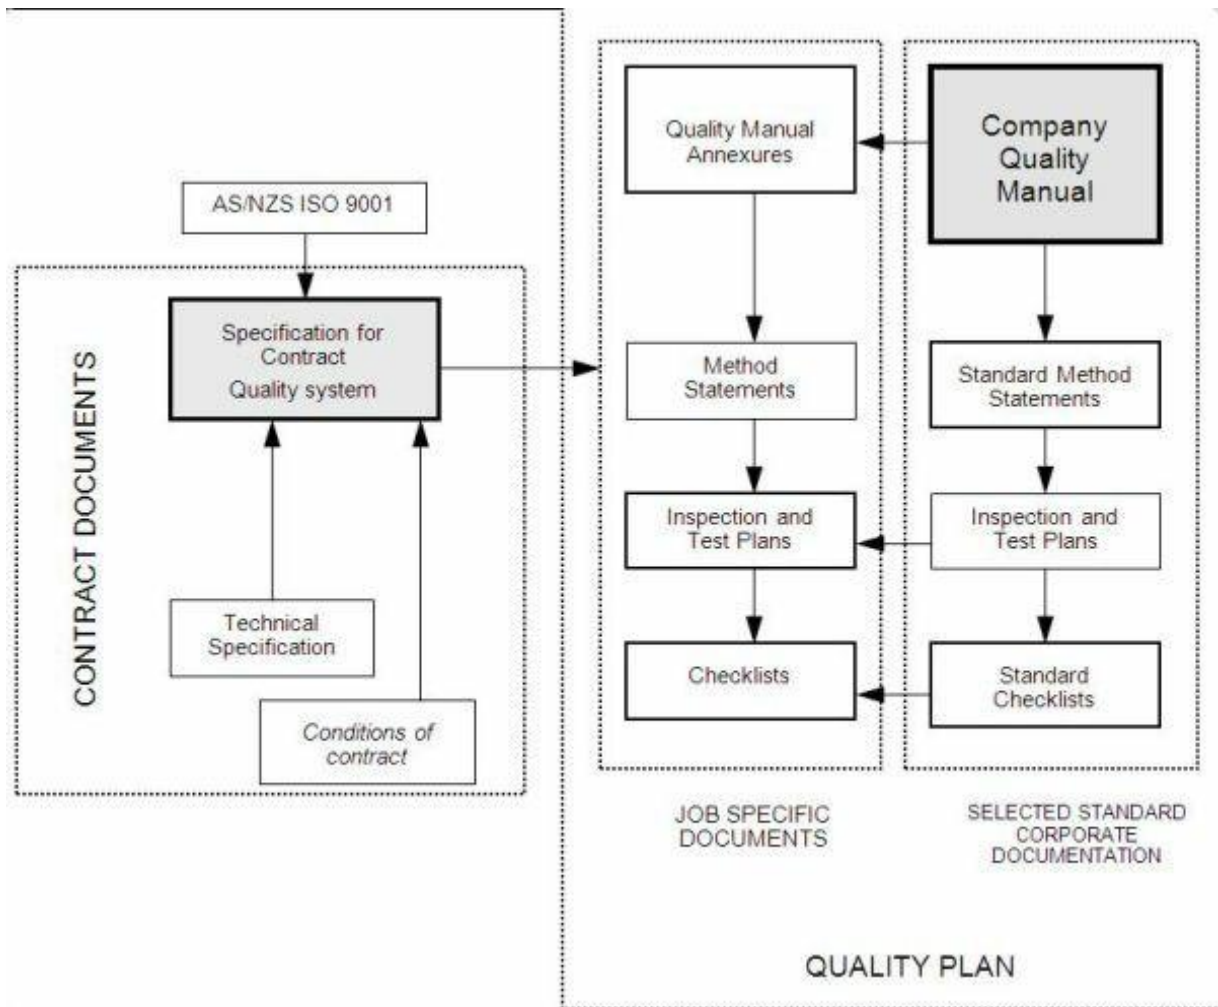 Quality Manual
Annexures
Company
Quality
Manual
AS/NZS ISO 9001
Specification for
Contract
Quality system
Method
Statements
Standard Method
Statements
CONTRACT DOCUMENTS
Inspection and
Test Plans
Inspection and
Test Plans
Technical
Specification
Checklists
Standard
Checklists
Conditions of
contract
JOB SPECIFIC
DOCUMENTS
SELECTED STANDARD
CORPORATE
DOCUMENTATION
QUALITY PLAN